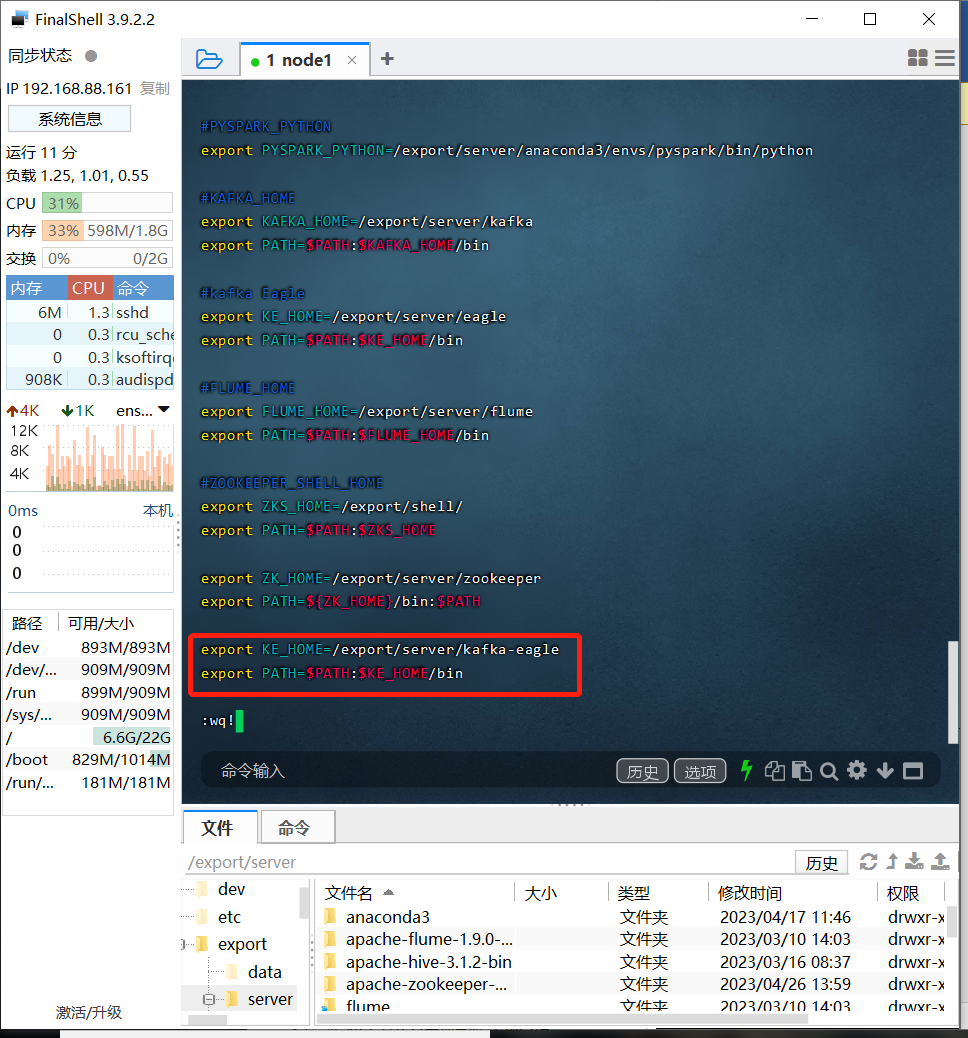 FinalShell 3.9.2.2
同步状态
IP 192.168.88.161 复制
系统信息
运行 11 分
负载 1.25, 1.01, 0.55
CPU 31%
内存 33% 598M/1.8G
交换 0% 0/2G
内存 CPU 命令
6M 1.3 sshd
0 0.3 rcu_sche
0 0.3 ksoftirq
908K 0.3 audispd
4K 1K ens...
12K
8K
4K
0ms 本机
0
0
0
路径 可用/大小
/dev 893M/893M
/dev/... 909M/909M
/run 899M/909M
/sys/... 909M/909M
/ 6.6G/22G
/boot 829M/1014M
/run/... 181M/181M
激活/升级
1 node1
#PYSPARK_PYTHON
export PYSPARK_PYTHON=/export/server/anaconda3/envs/pyspark/bin/python
#KAFKA_HOME
export KAFKA_HOME=/export/server/kafka
export PATH=$PATH:$KAFKA_HOME/bin
#kafka Eagle
export KE_HOME=/export/server/eagle
export PATH=$PATH:$KE_HOME/bin
#FLUME_HOME
export FLUME_HOME=/export/server/flume
export PATH=$PATH:$FLUME_HOME/bin
#ZOOKEEPER_SHELL_HOME
export ZKS_HOME=/export/shell/
export PATH=$PATH:$ZKS_HOME
export ZK_HOME=/export/server/zookeeper
export PATH=${ZK_HOME}/bin:$PATH
export KE_HOME=/export/server/kafka-eagle
export PATH=$PATH:$KE_HOME/bin
:wq!
命令输入 历史 选项
文件 命令
/export/server 历史
dev
etc
export
data
server
文件名 大小 类型 修改时间 权限
anaconda3 文件夹 2023/04/17 11:46 drwxr-x
apache-flume-1.9.0-... 文件夹 2023/03/10 14:03 drwxr-x
apache-hive-3.1.2-bin 文件夹 2023/03/16 08:37 drwxr-x
apache-zookeeper-... 文件夹 2023/04/26 13:59 drwxr-x
flume 文件夹 2023/03/10 14:03 drwxr-x